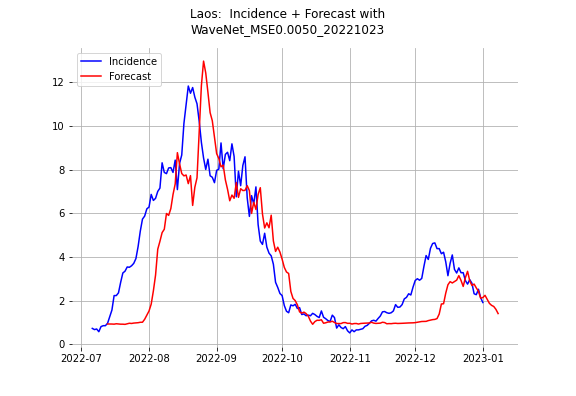 Laos:  Incidence + Forecast with
WaveNet_MSE0.0050_20221023
Incidence
Forecast
12
10
8
6
4
2
0
2022-07 2022-08 2022-09 2022-10 2022-11 2022-12 2023-01